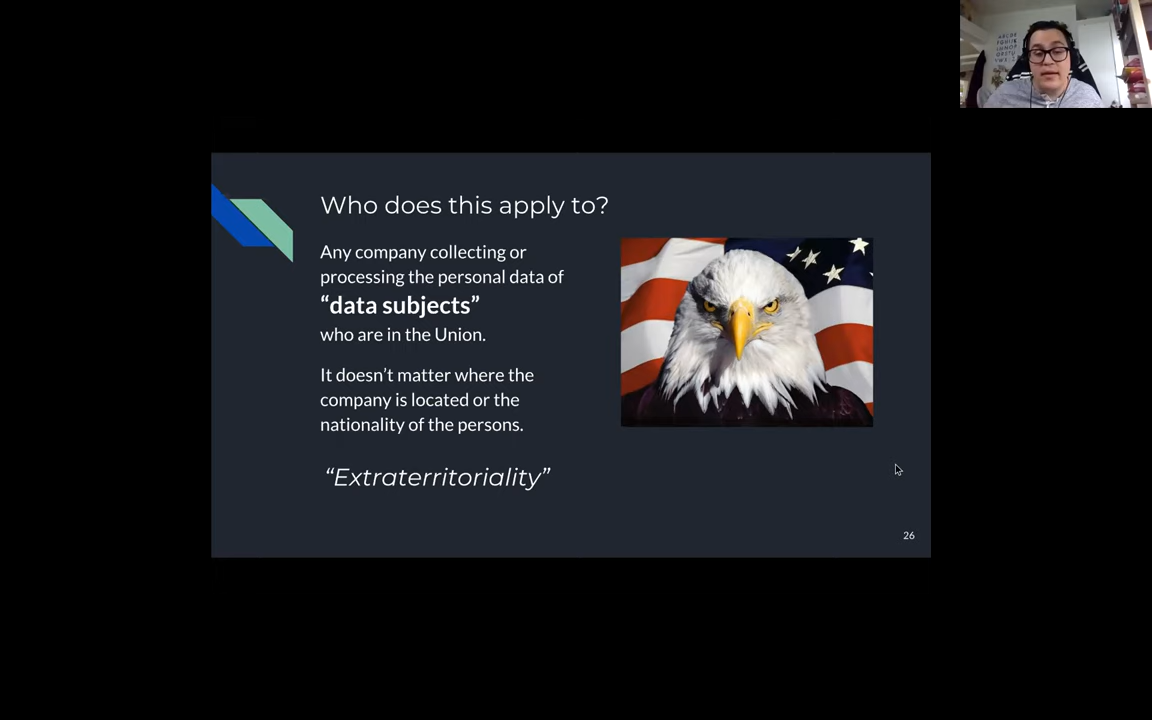 Who does this apply to?
Any company collecting or
processing the personal data of
“data subjects”
who are in the Union.
It doesn’t matter where the
company is located or the
nationality of the persons.
“Extraterritoriality”
26